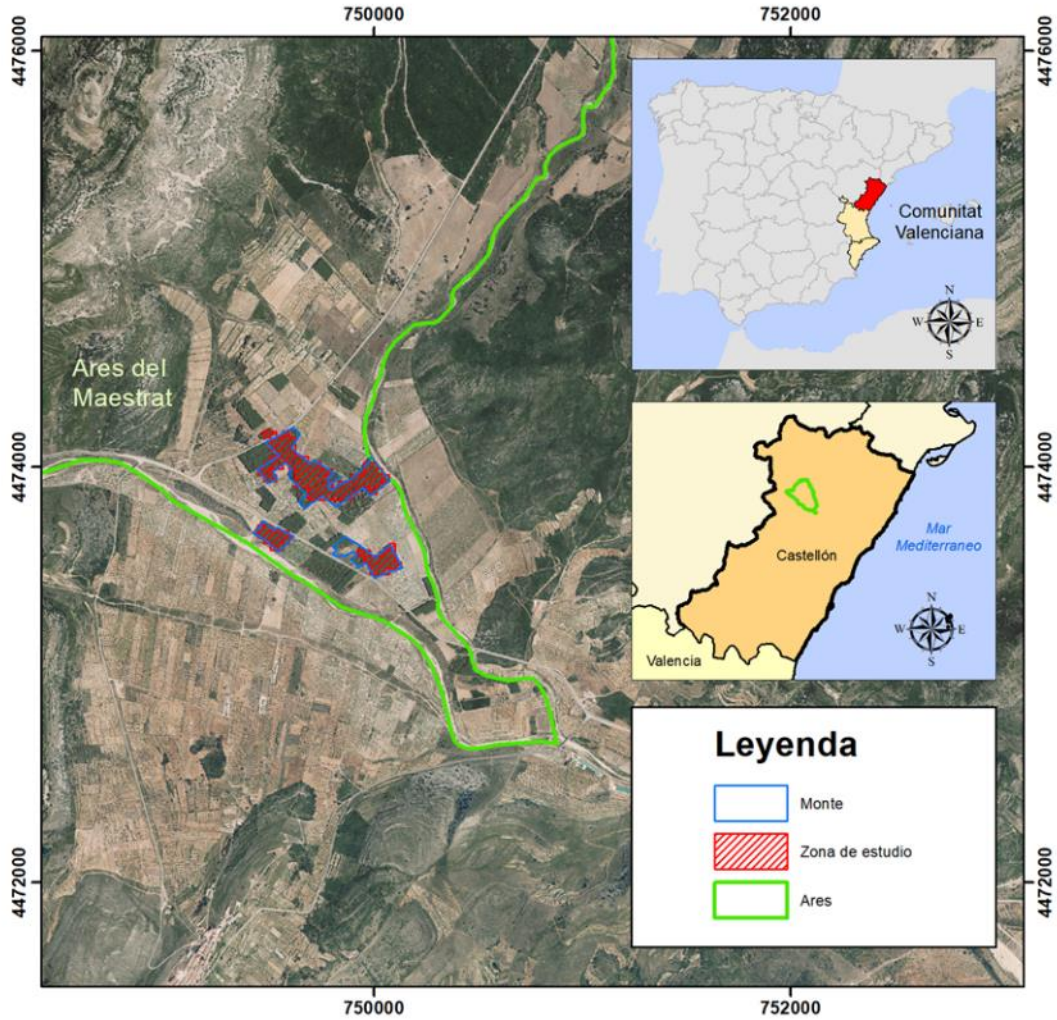 750000
752000
4476000
4476000
Comunitat
Valenciana
N
W
E
S
Ares del
Maestrat
4474000
4474000
Mar
Mediterraneo
Castellón
N
W
E
S
Valencia
Leyenda
Monte
Zona de estudio
Ares
4472000
4472000
750000
752000